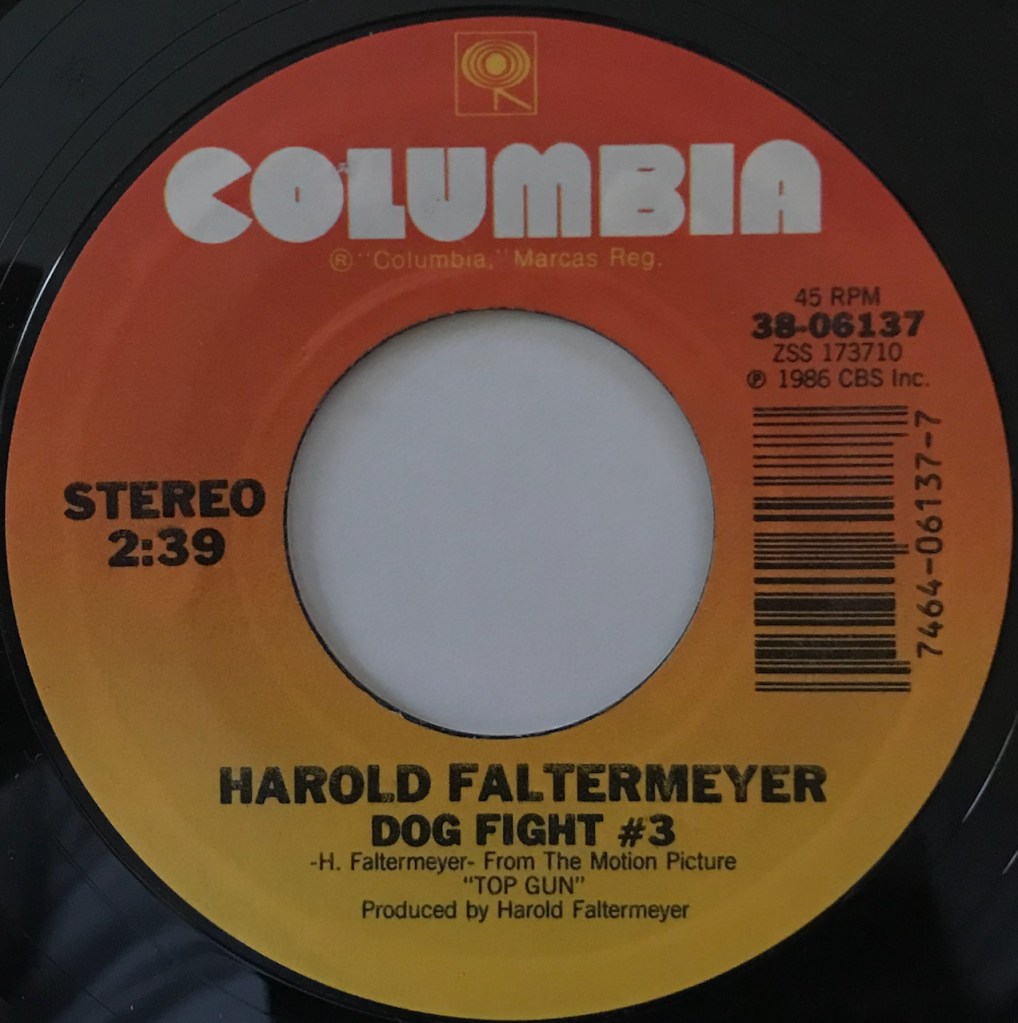 COLUMBIA
® "Columbia," Marcas Reg.
45 RPM
38-06137
ZSS 173710
℗ 1986 CBS Inc.
7464-06137-7
STEREO
2:39
HAROLD FALTERMEYER
DOG FIGHT #3
-H. Faltermeyer- From The Motion Picture
"TOP GUN"
Produced by Harold Faltermeyer